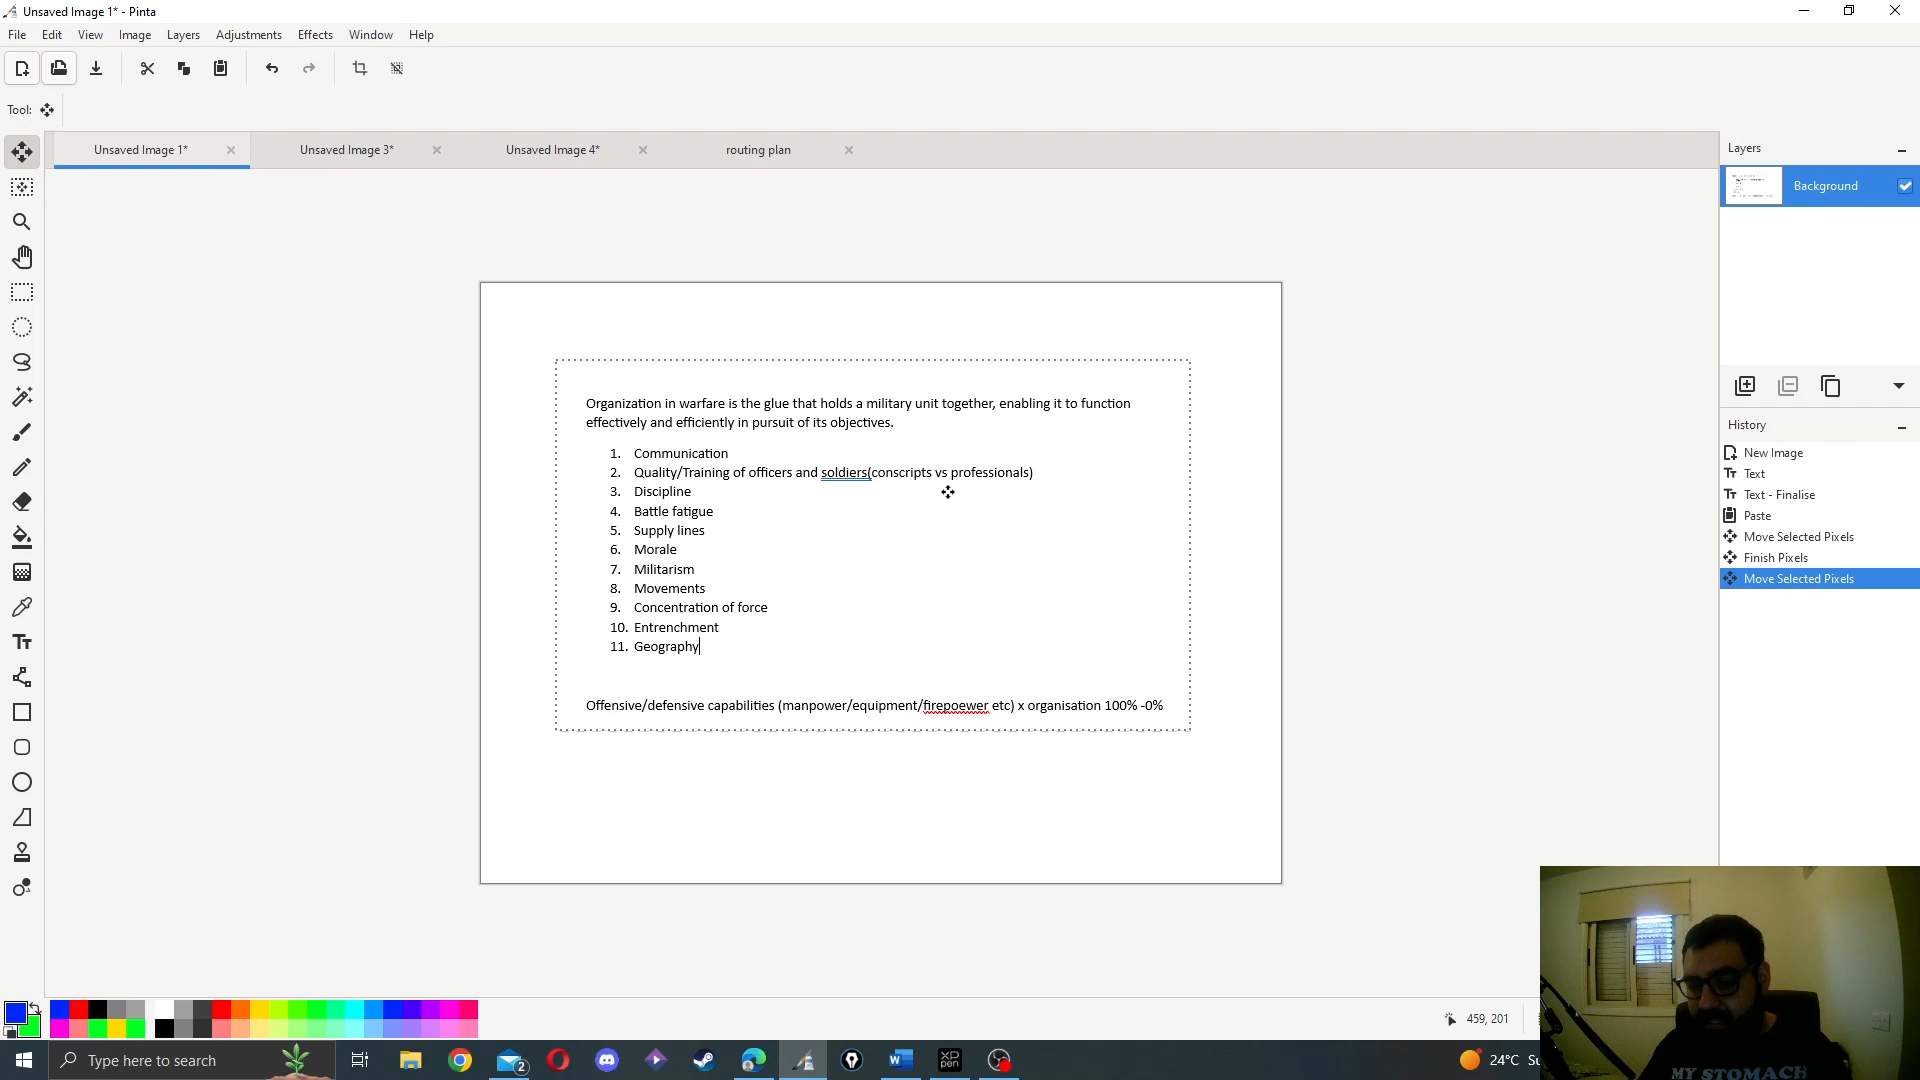 Unsaved Image 1* - Pinta
File Edit View Image Layers Adjustments Effects Window Help
Tool:
Unsaved Image 1* Unsaved Image 3* Unsaved Image 4* routing plan
Layers
Background
History
New Image
Text
Text - Finalise
Paste
Move Selected Pixels
Finish Pixels
Move Selected Pixels
Organization in warfare is the glue that holds a military unit together, enabling it to function
effectively and efficiently in pursuit of its objectives.
1. Communication
2. Quality/Training of officers and soldiers(conscripts vs professionals)
3. Discipline
4. Battle fatigue
5. Supply lines
6. Morale
7. Militarism
8. Movements
9. Concentration of force
10. Entrenchment
11. Geography
Offensive/defensive capabilities (manpower/equipment/firepoewer etc) x organisation 100% -0%
459, 201
Type here to search
2
W
XP
pen
24°C
MY STOMACH